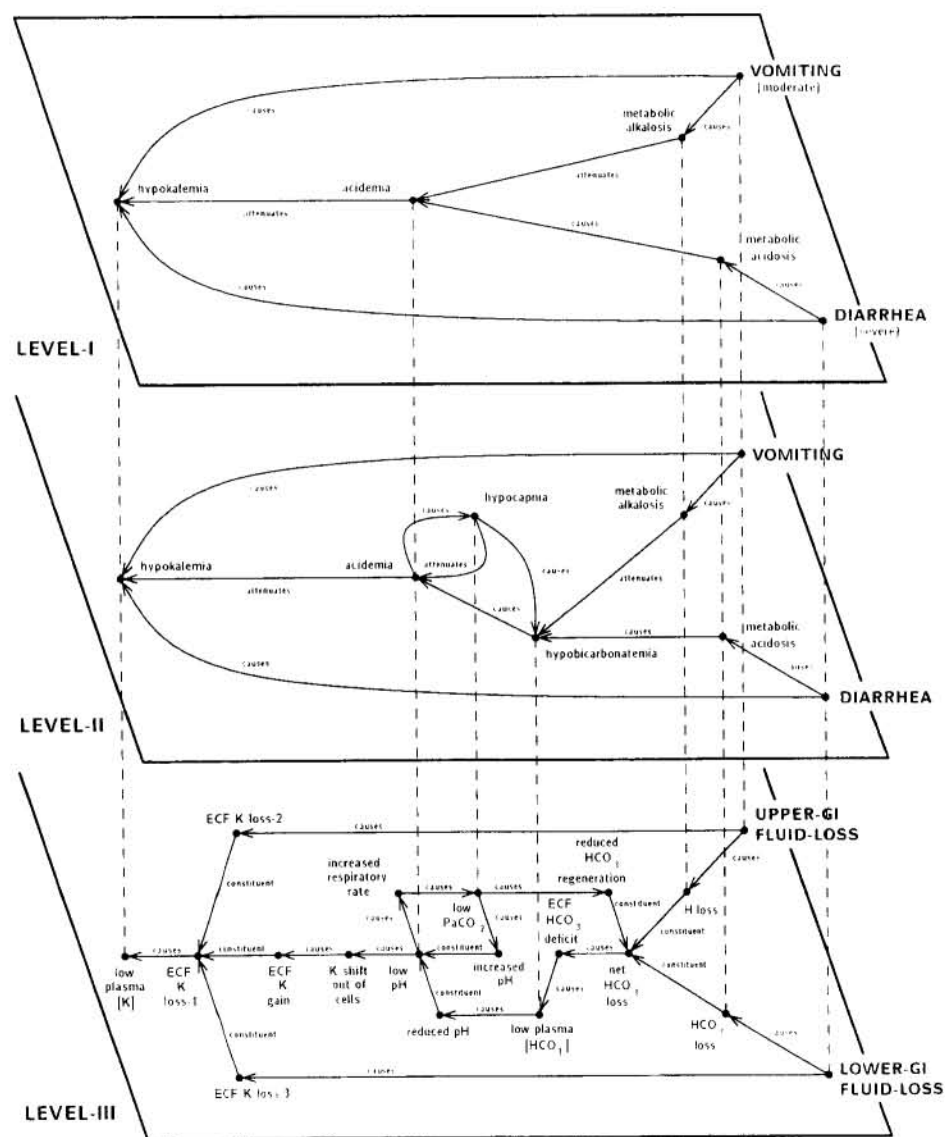 VOMITING
(moderate)
causes
metabolic
alkalosis
causes
hypokalemia
acidemia
attenuates
attenuates
causes
metabolic
acidosis
causes
causes
DIARRHEA
(severe)
LEVEL-I
VOMITING
causes
hypocapnia
metabolic
alkalosis
causes
causes
hypokalemia
acidemia
attenuates
causes
attenuates
attenuates
causes
causes
metabolic
acidosis
hypobicarbonatemia
causes
DIARRHEA
LEVEL-II
ECF K loss-2
causes
UPPER-GI
FLUID-LOSS
reduced
HCO3
regeneration
causes
increased
respiratory
rate
constituent
causes
causes
low
PaCO2
ECF
HCO3
deficit
constituent
H loss
causes
constituent
causes
constituent
causes
causes
constituent
causes
constituent
low
plasma
[K]
ECF
K
loss-1
ECF
K
gain
K shift
out of
cells
low
pH
increased
pH
net
HCO3
loss
constituent
causes
constituent
causes
reduced pH
low plasma
[HCO3]
HCO3
loss
causes
causes
ECF K loss-3
LOWER-GI
FLUID-LOSS
LEVEL-III